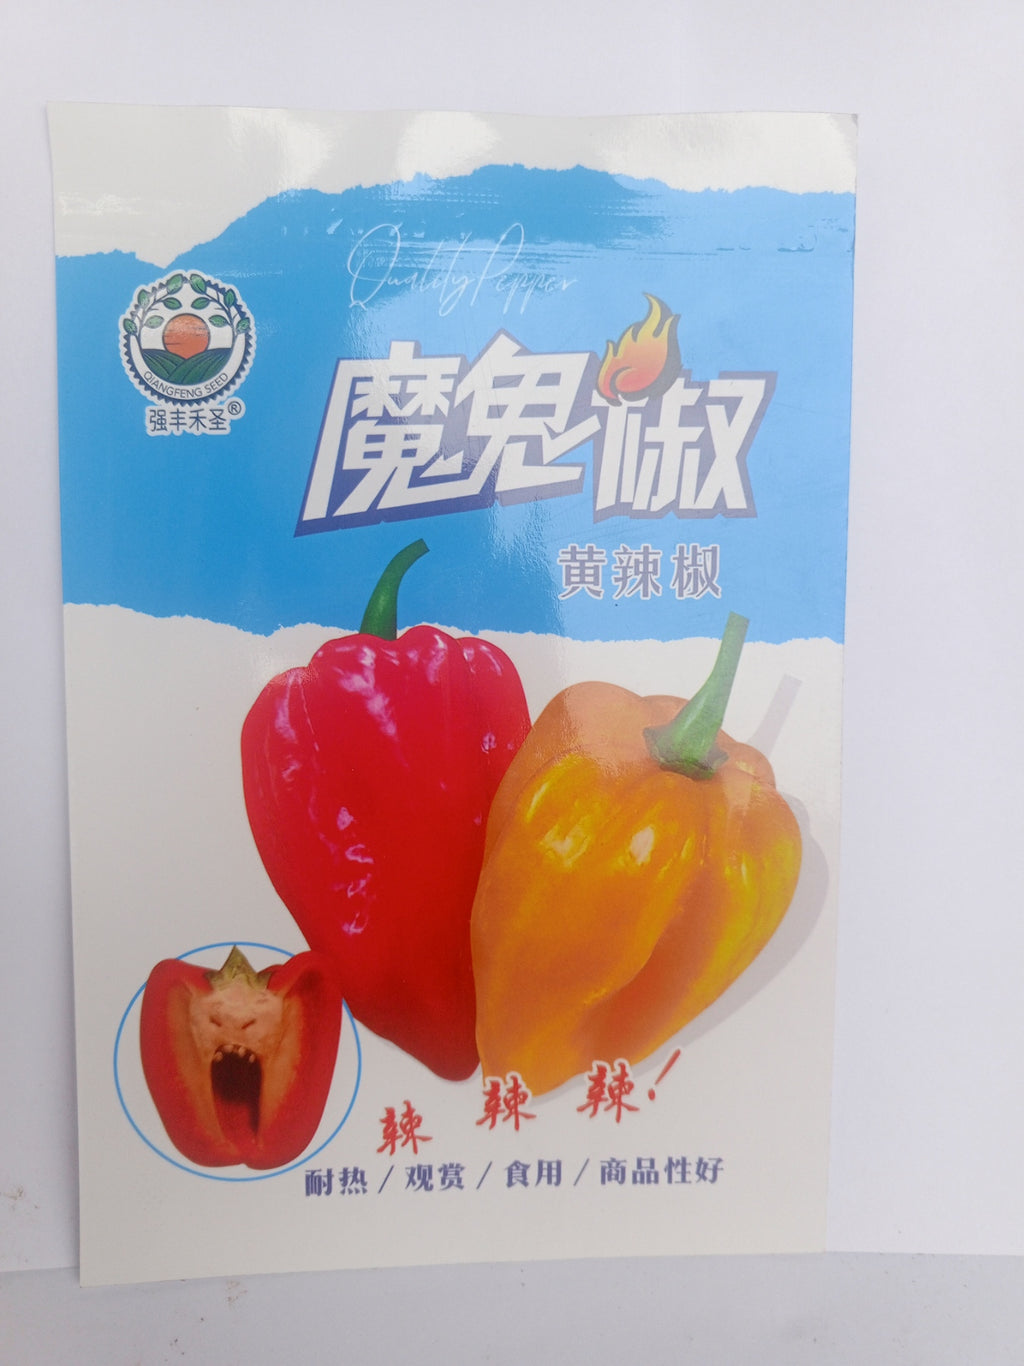 Quality Pepper
QIANGFENG SEED
强丰禾圣®
魔鬼椒
黄辣椒
辣 辣 辣!
耐热/观赏/食用/商品性好